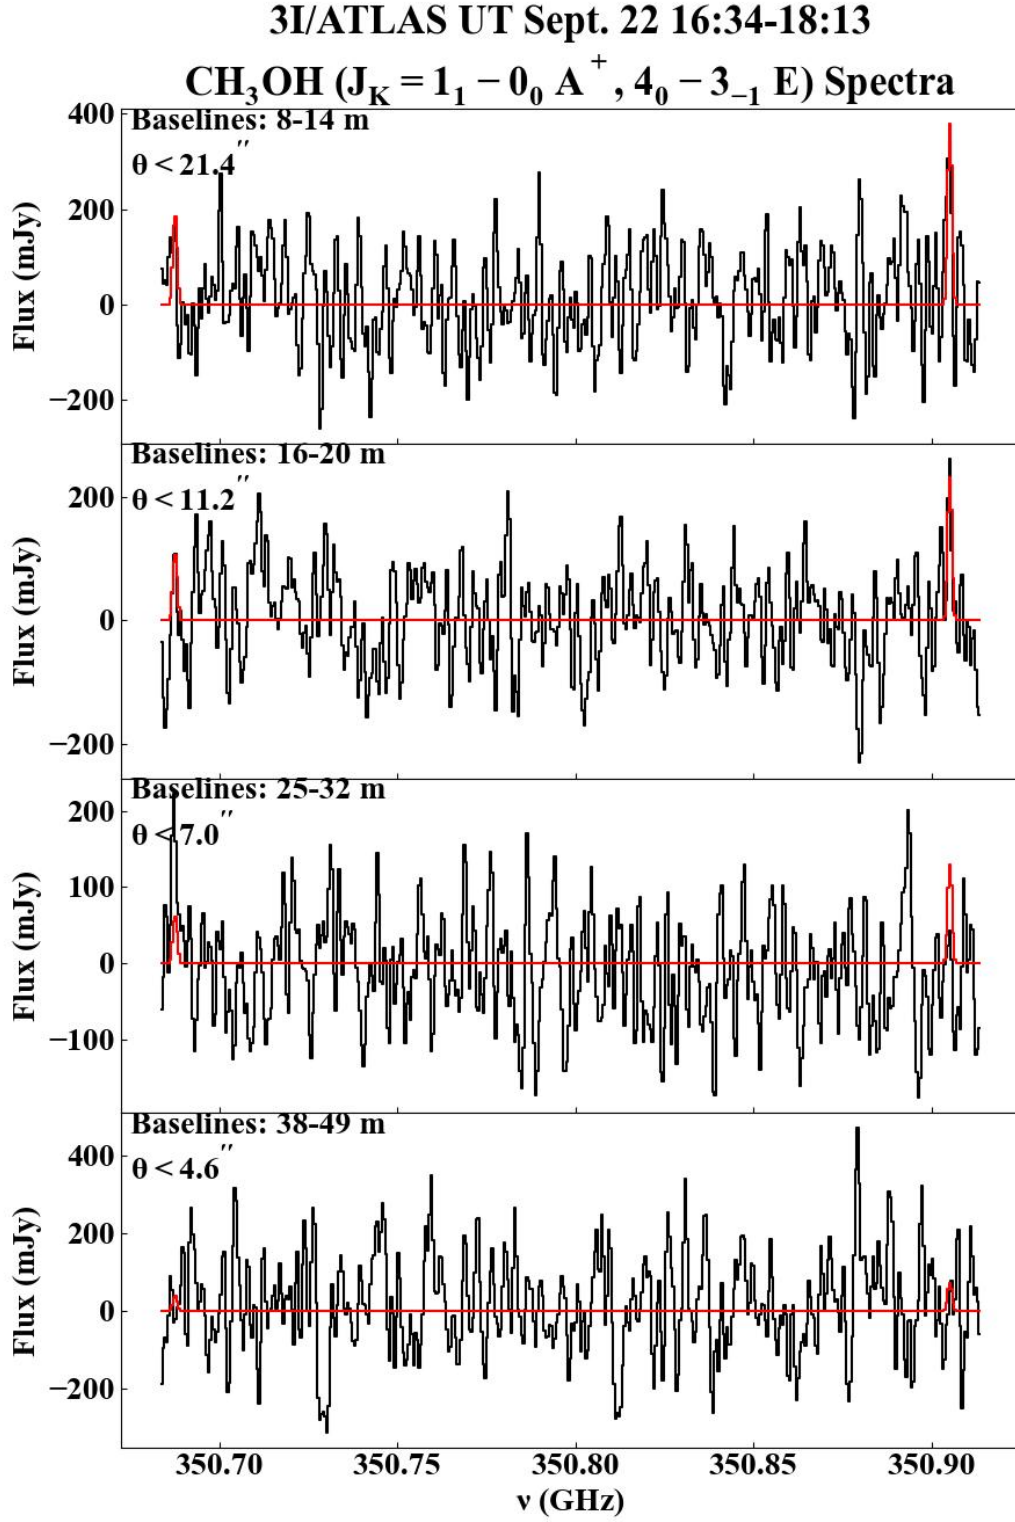 3I/ATLAS UT Sept. 22 16:34-18:13
CH₃OH (J_K = 1₁ − 0₀ A⁺, 4₀ − 3₋₁ E) Spectra
Baselines: 8-14 m
θ < 21.4″
400
200
0
−200
Flux (mJy)
Baselines: 16-20 m
θ < 11.2″
200
0
−200
Flux (mJy)
Baselines: 25-32 m
θ < 7.0″
200
100
0
−100
Flux (mJy)
Baselines: 38-49 m
θ < 4.6″
400
200
0
−200
Flux (mJy)
350.70 350.75 350.80 350.85 350.90
ν (GHz)